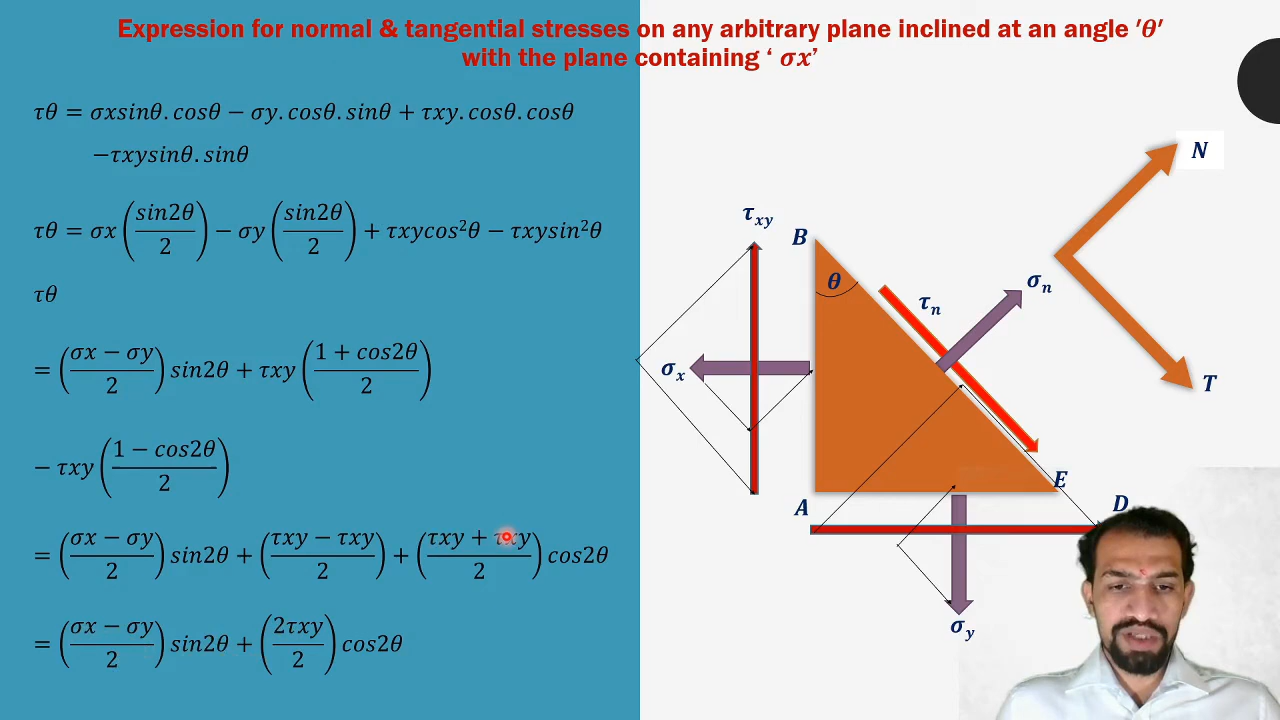 Expression for normal & tangential stresses on any arbitrary plane inclined at an angle '𝜃'
with the plane containing ‘ 𝜎𝑥’
𝜏𝜃 = 𝜎𝑥𝑠𝑖𝑛𝜃. 𝑐𝑜𝑠𝜃 − 𝜎𝑦. 𝑐𝑜𝑠𝜃. 𝑠𝑖𝑛𝜃 + 𝜏𝑥𝑦. 𝑐𝑜𝑠𝜃. 𝑐𝑜𝑠𝜃
−𝜏𝑥𝑦𝑠𝑖𝑛𝜃. 𝑠𝑖𝑛𝜃
𝜏𝜃 = 𝜎𝑥 (𝑠𝑖𝑛2𝜃/2) − 𝜎𝑦 (𝑠𝑖𝑛2𝜃/2) + 𝜏𝑥𝑦𝑐𝑜𝑠²𝜃 − 𝜏𝑥𝑦𝑠𝑖𝑛²𝜃
𝜏𝜃
= ((𝜎𝑥 − 𝜎𝑦)/2) 𝑠𝑖𝑛2𝜃 + 𝜏𝑥𝑦 ((1 + 𝑐𝑜𝑠2𝜃)/2)
− 𝜏𝑥𝑦 ((1 − 𝑐𝑜𝑠2𝜃)/2)
= ((𝜎𝑥 − 𝜎𝑦)/2) 𝑠𝑖𝑛2𝜃 + ((𝜏𝑥𝑦 − 𝜏𝑥𝑦)/2) + ((𝜏𝑥𝑦 + 𝜏𝑥𝑦)/2) 𝑐𝑜𝑠2𝜃
= ((𝜎𝑥 − 𝜎𝑦)/2) 𝑠𝑖𝑛2𝜃 + (2𝜏𝑥𝑦/2) 𝑐𝑜𝑠2𝜃
N
τxy
B
θ
σn
τn
σx
T
E
A
D
σy